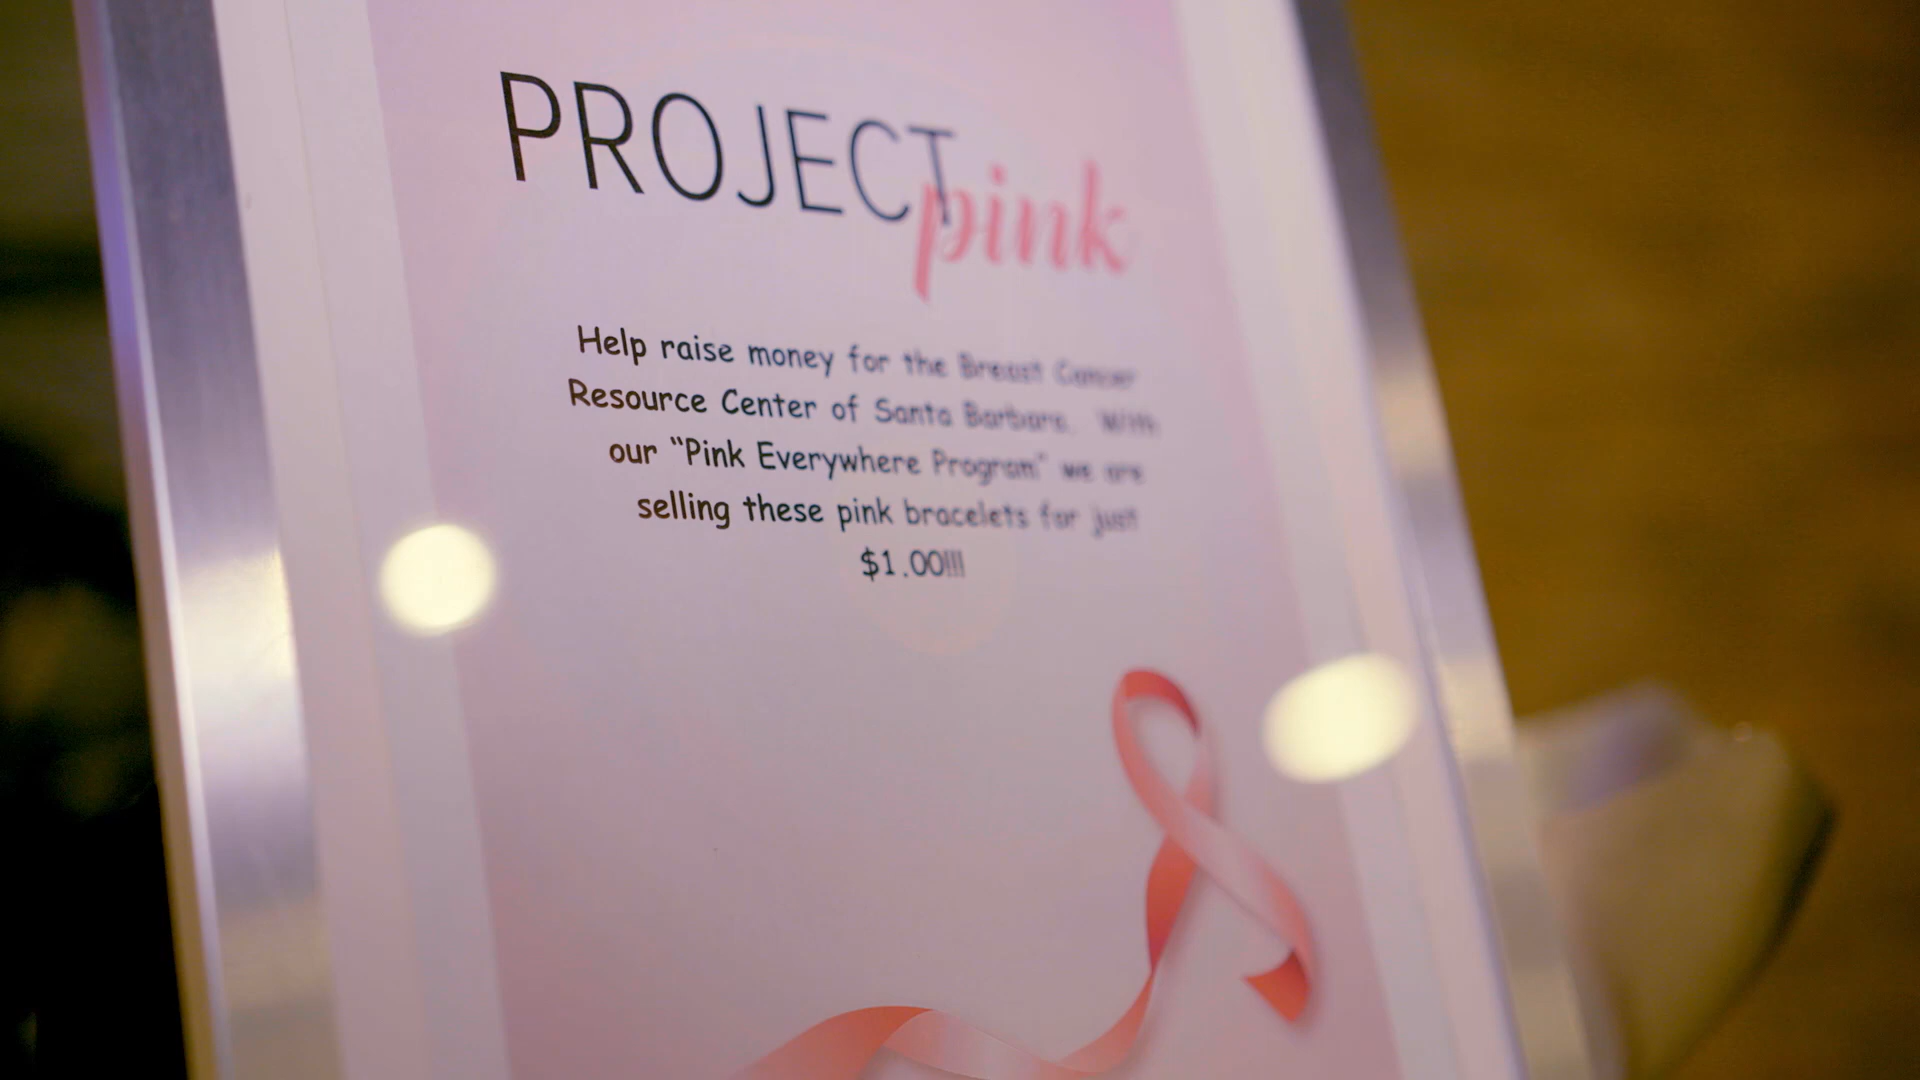 PROJECT
pink
Help raise money for the Breast Cancer
Resource Center of Santa Barbara. With
our “Pink Everywhere Program” we are
selling these pink bracelets for just
$1.00!!!